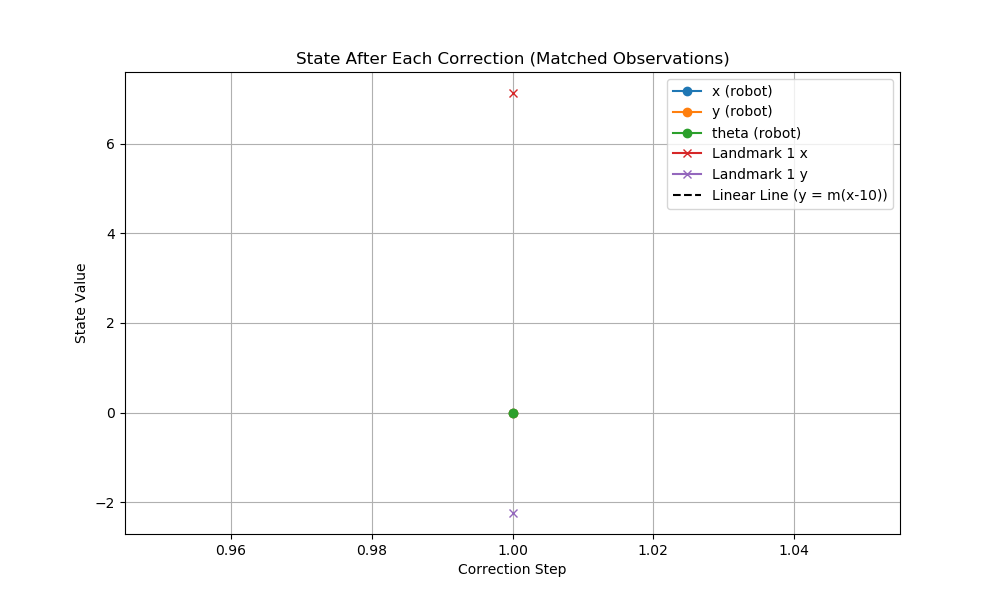 State After Each Correction (Matched Observations)
x (robot)
y (robot)
theta (robot)
Landmark 1 x
Landmark 1 y
Linear Line (y = m(x-10))
State Value
6
4
2
0
−2
0.96 0.98 1.00 1.02 1.04
Correction Step